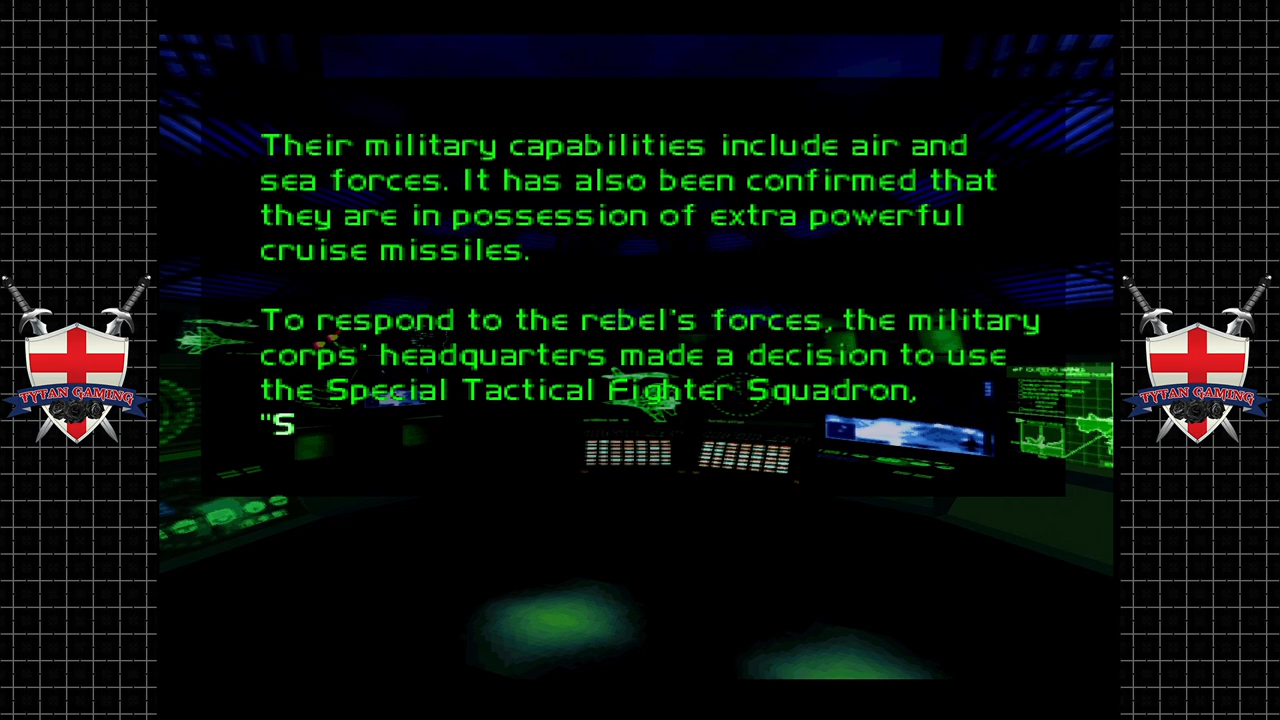 Their military capabilities include air and
sea forces. It has also been confirmed that
they are in possession of extra powerful
cruise missiles.
To respond to the rebel's forces, the military
corps' headquarters made a decision to use
the Special Tactical Fighter Squadron,
"S
TYTAN GAMING
TYTAN GAMING